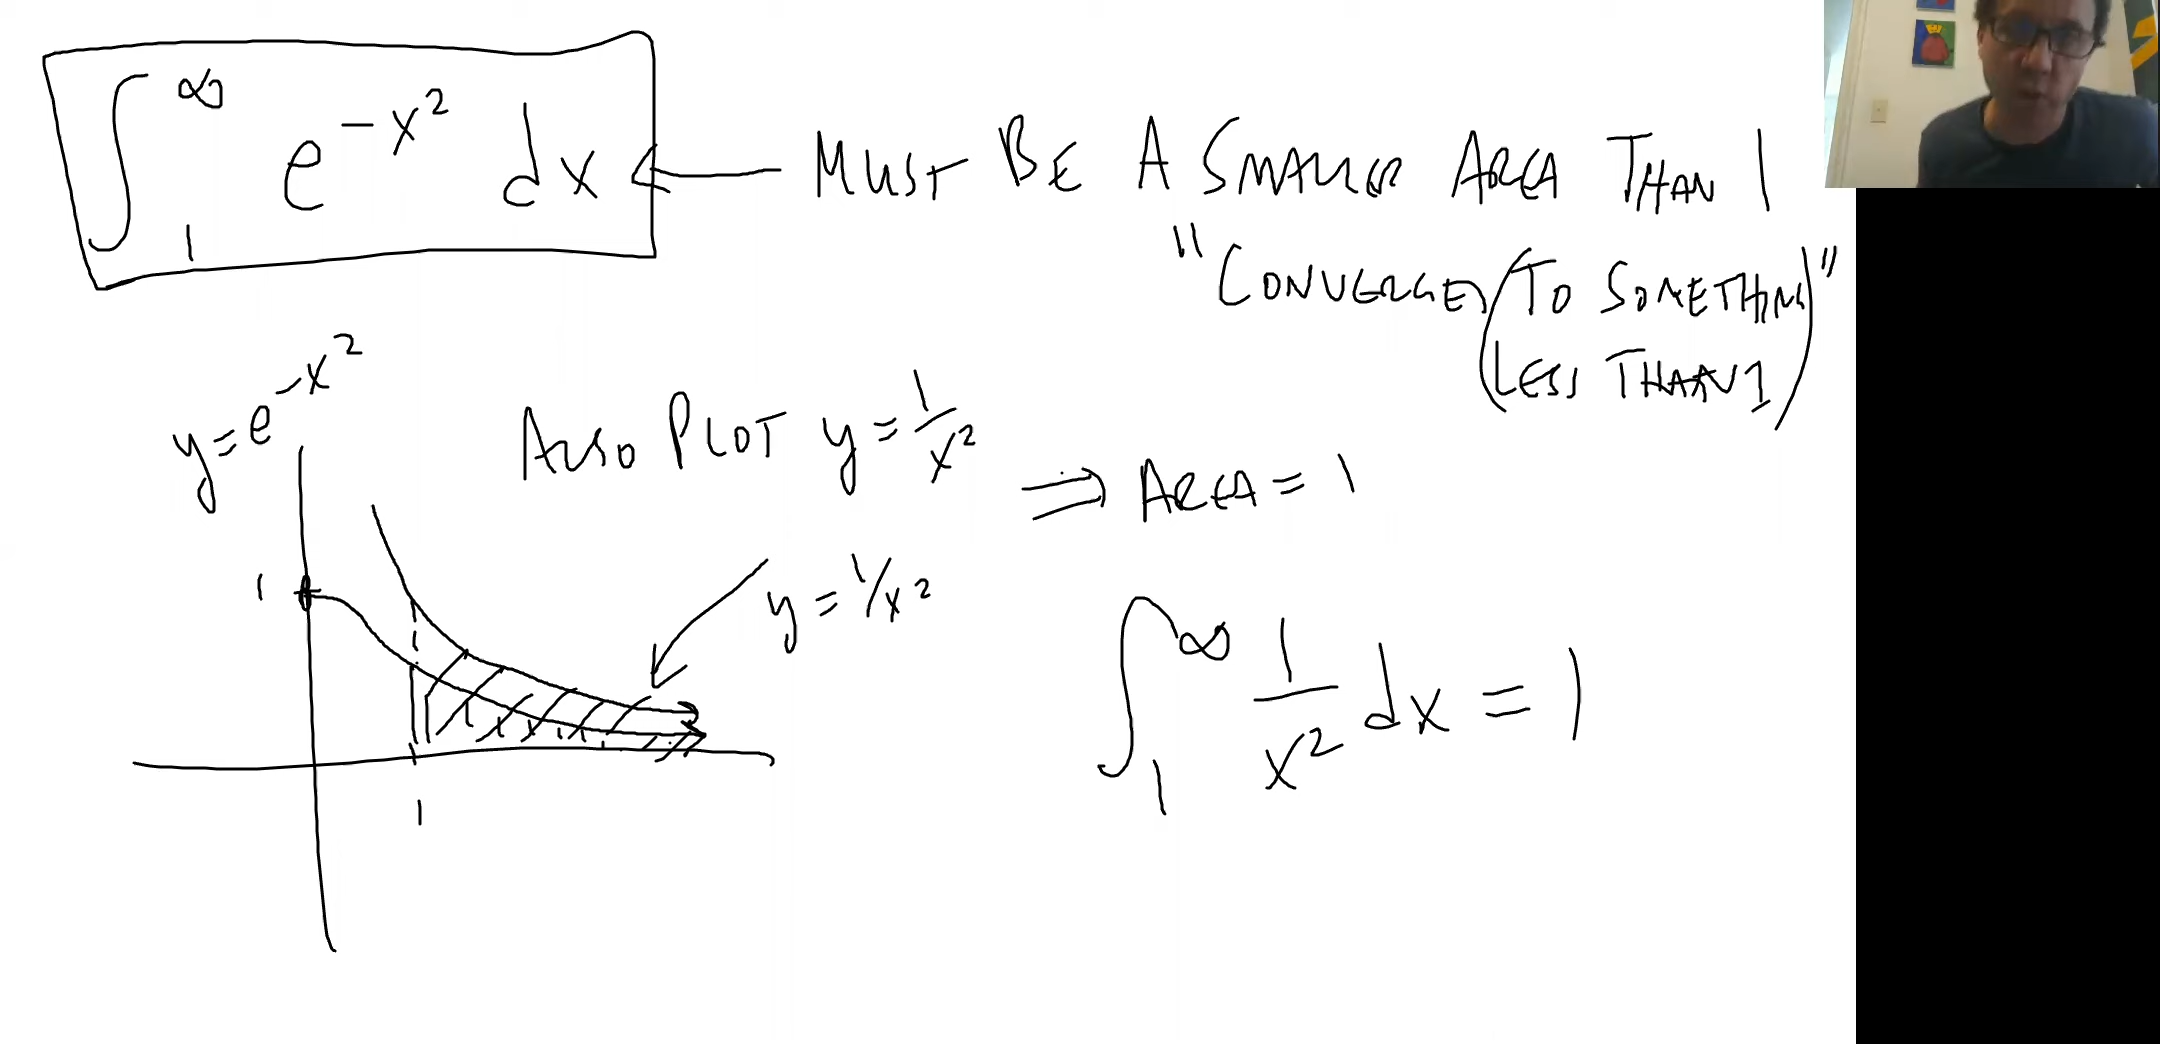 ∫₁^∞ e^(-x²) dx ← MUST BE A SMALLER AREA THAN 1
"CONVERGES (TO SOMETHING)"
(LESS THAN 1)
y=e^(-x²)
ALSO PLOT y=1/x²
⇒ AREA = 1
1
y = 1/x²
∫₁^∞ 1/x² dx = 1
1